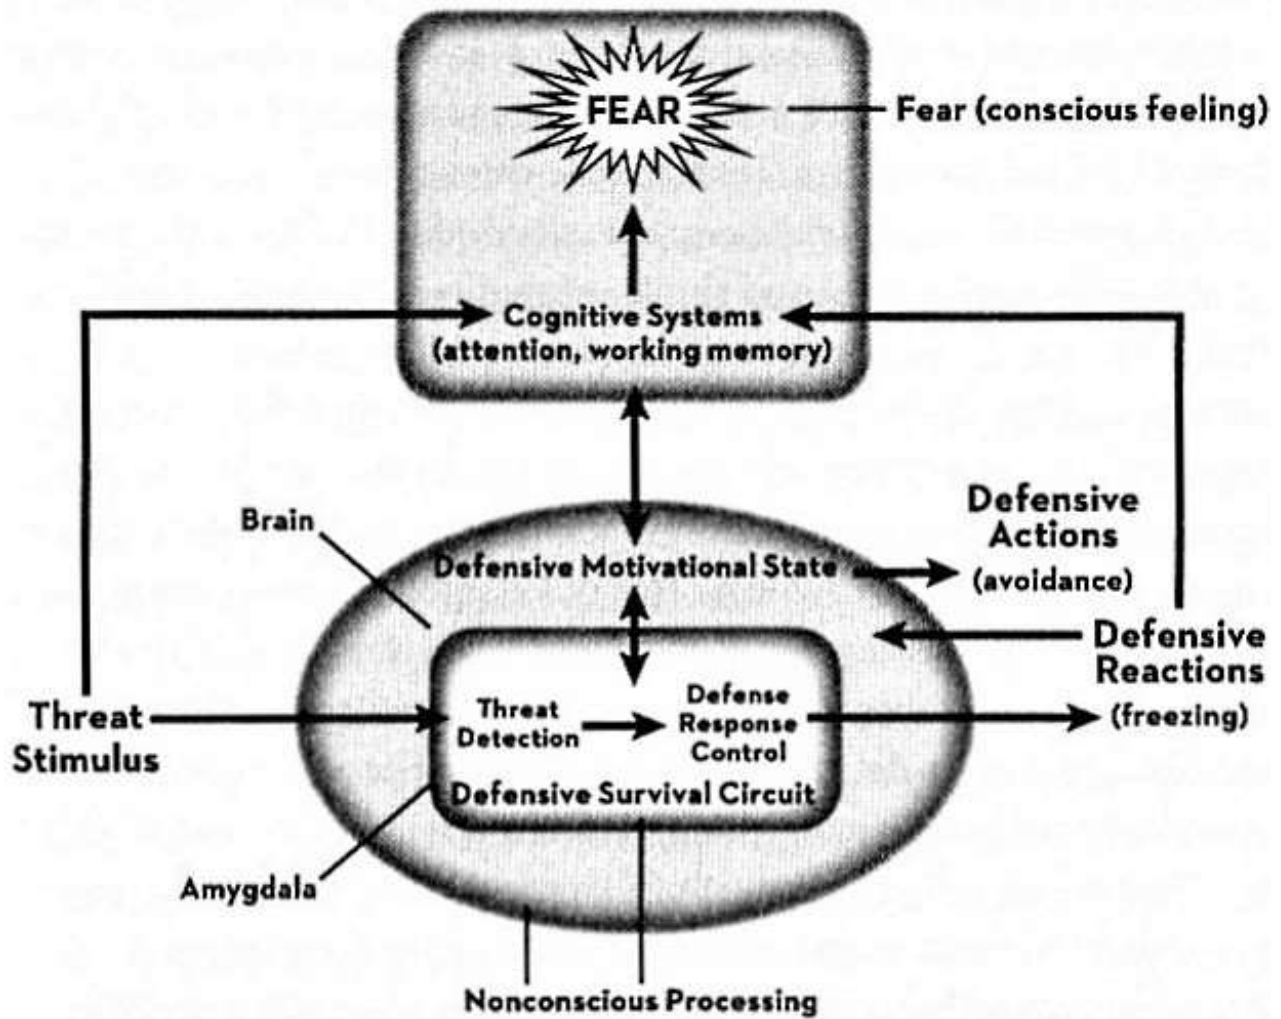 FEAR
Fear (conscious feeling)
Cognitive Systems
(attention, working memory)
Brain
Defensive Motivational State
Defensive
Actions
(avoidance)
Defensive
Reactions
(freezing)
Threat
Stimulus
Threat
Detection
Defense
Response
Control
Defensive Survival Circuit
Amygdala
Nonconscious Processing